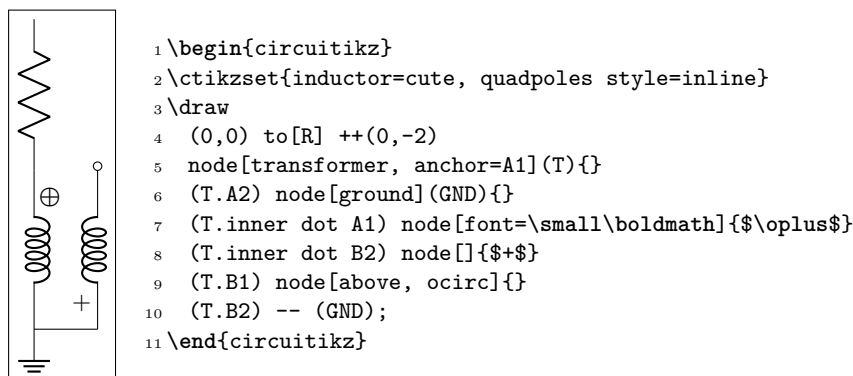 1 \begin{circuitikz}
2 \ctikzset{inductor=cute, quadpoles style=inline}
3 \draw
4   (0,0) to[R] ++(0,-2)
5   node[transformer, anchor=A1](T){}
6   (T.A2) node[ground](GND){}
7   (T.inner dot A1) node[font=\small\boldmath]{$\oplus$}
8   (T.inner dot B2) node[]{$+$}
9   (T.B1) node[above, ocirc]{}
10   (T.B2) -- (GND);
11 \end{circuitikz}
⊕
+